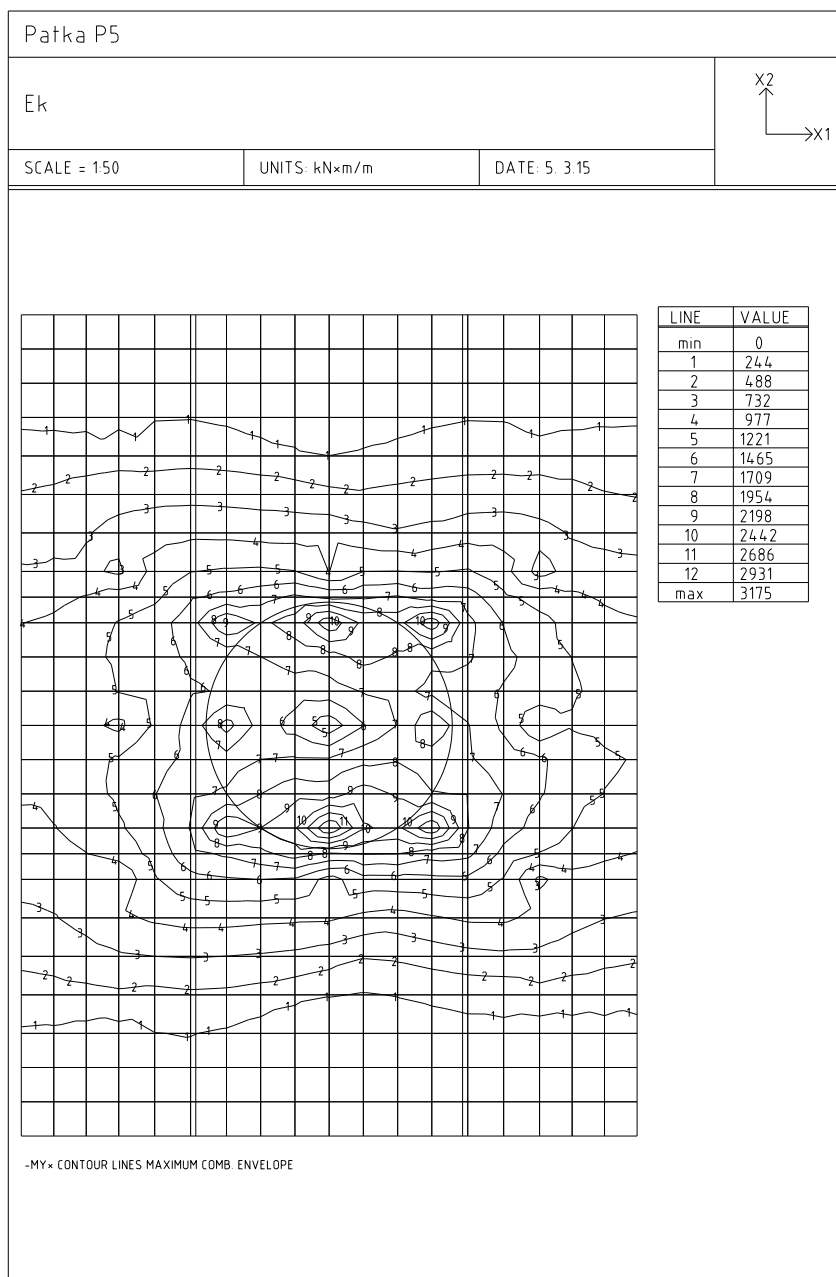 Patka P5
Ek
X2
X1
SCALE = 1:50 UNITS: kN×m/m DATE: 5. 3.15
LINE VALUE
min 0
1 244
2 488
3 732
4 977
5 1221
6 1465
7 1709
8 1954
9 2198
10 2442
11 2686
12 2931
max 3175
-MY× CONTOUR LINES MAXIMUM COMB. ENVELOPE